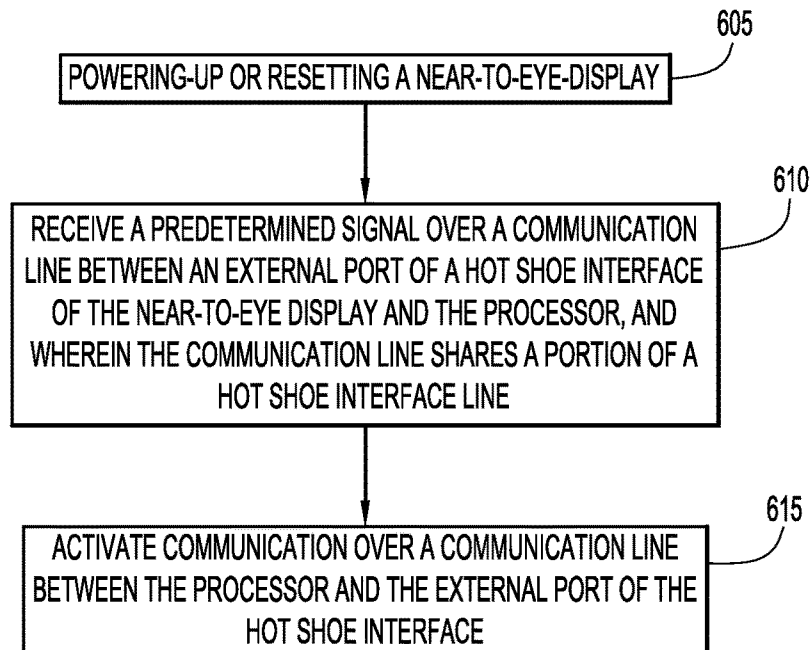 605
POWERING-UP OR RESETTING A NEAR-TO-EYE-DISPLAY
610
RECEIVE A PREDETERMINED SIGNAL OVER A COMMUNICATION
LINE BETWEEN AN EXTERNAL PORT OF A HOT SHOE INTERFACE
OF THE NEAR-TO-EYE DISPLAY AND THE PROCESSOR, AND
WHEREIN THE COMMUNICATION LINE SHARES A PORTION OF A
HOT SHOE INTERFACE LINE
615
ACTIVATE COMMUNICATION OVER A COMMUNICATION LINE
BETWEEN THE PROCESSOR AND THE EXTERNAL PORT OF THE
HOT SHOE INTERFACE